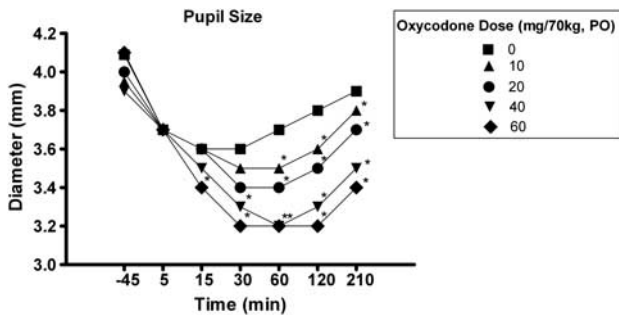 Pupil Size
Oxycodone Dose (mg/70kg, PO)
0
10
20
40
60
4.2
4.0
3.8
3.6
3.4
3.2
3.0
Diameter (mm)
* * * *
* * * *
* * ** * *
* * *
-45 5 15 30 60 120 210
Time (min)